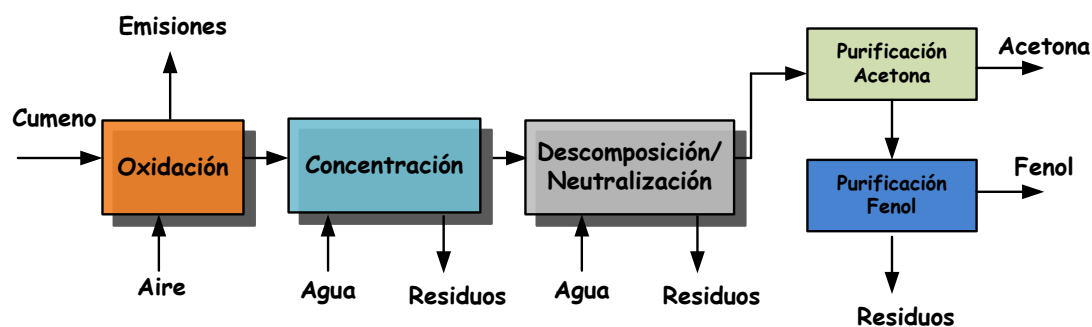 Emisiones
Cumeno
Oxidación
Aire
Concentración
Agua
Residuos
Descomposición/
Neutralización
Agua
Residuos
Purificación
Acetona
Acetona
Purificación
Fenol
Fenol
Residuos